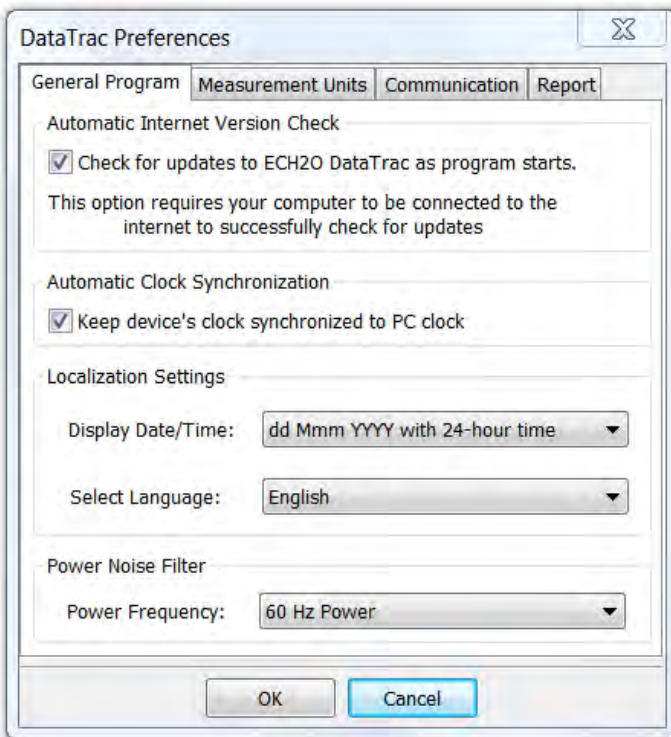 DataTrac Preferences
General Program Measurement Units Communication Report
Automatic Internet Version Check
Check for updates to ECH2O DataTrac as program starts.
This option requires your computer to be connected to the
internet to successfully check for updates
Automatic Clock Synchronization
Keep device's clock synchronized to PC clock
Localization Settings
Display Date/Time: dd Mmm YYYY with 24-hour time
Select Language: English
Power Noise Filter
Power Frequency: 60 Hz Power
OK Cancel